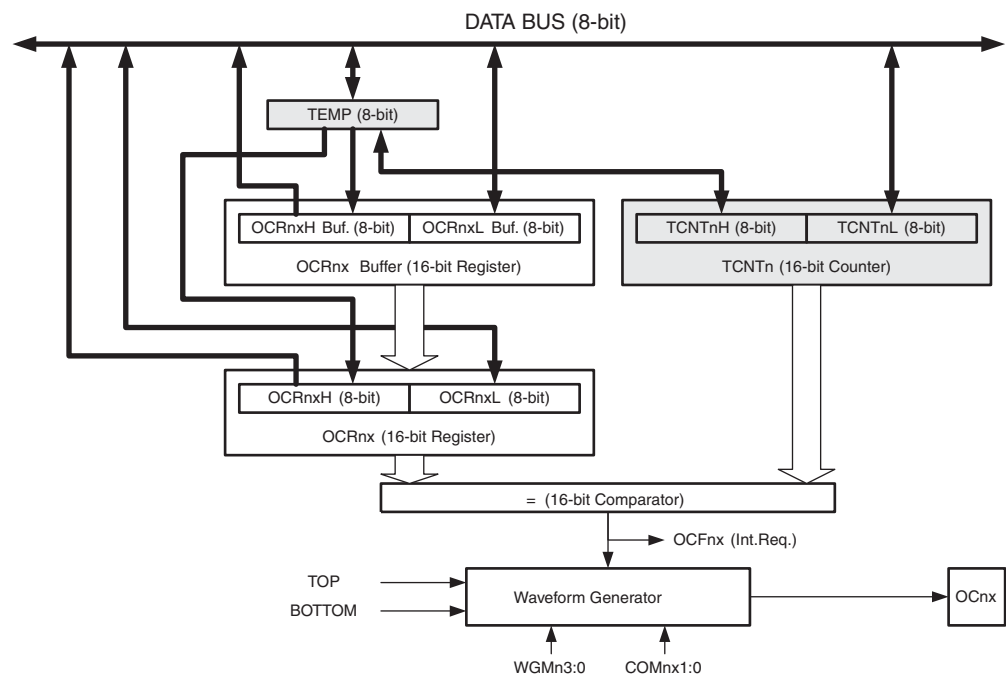 DATA BUS (8-bit)
TEMP (8-bit)
OCRnxH Buf. (8-bit)
OCRnxL Buf. (8-bit)
TCNTnH (8-bit)
TCNTnL (8-bit)
OCRnx Buffer (16-bit Register)
TCNTn (16-bit Counter)
OCRnxH (8-bit)
OCRnxL (8-bit)
OCRnx (16-bit Register)
= (16-bit Comparator)
OCFnx (Int.Req.)
TOP
BOTTOM
Waveform Generator
OCnx
WGMn3:0
COMnx1:0